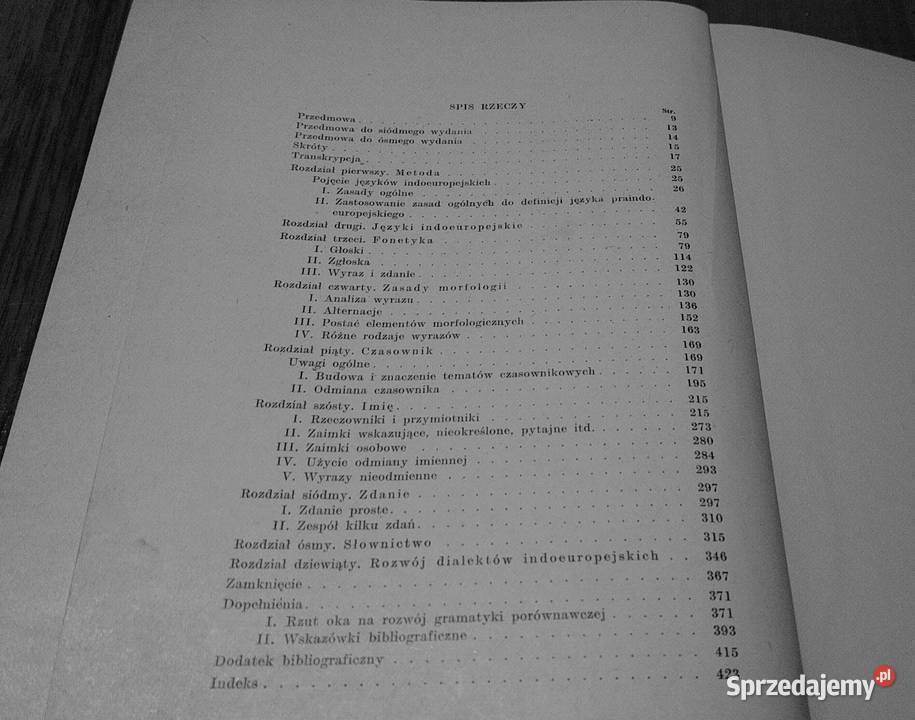 SPIS RZECZY
Str.
Przedmowa . . . . . . . . . . 9
Przedmowa do siódmego wydania . . . . . . . . . . 13
Przedmowa do ósmego wydania . . . . . . . . . . 14
Skróty . . . . . . . . . . 15
Transkrypcja . . . . . . . . . . 17
Rozdział pierwszy. Metoda . . . . . . . . . . 25
Pojęcie języków indoeuropejskich . . . . . . . . . . 25
I. Zasady ogólne . . . . . . . . . . 26
II. Zastosowanie zasad ogólnych do definicji języka praindo-
europejskiego . . . . . . . . . . 42
Rozdział drugi. Języki indoeuropejskie . . . . . . . . . . 55
Rozdział trzeci. Fonetyka . . . . . . . . . . 79
I. Głoski . . . . . . . . . . 79
II. Zgłoska . . . . . . . . . . 114
III. Wyraz i zdanie . . . . . . . . . . 122
Rozdział czwarty. Zasady morfologii . . . . . . . . . . 130
I. Analiza wyrazu . . . . . . . . . . 130
II. Alternacje . . . . . . . . . . 136
III. Postać elementów morfologicznych . . . . . . . . . . 152
IV. Różne rodzaje wyrazów . . . . . . . . . . 163
Rozdział piąty. Czasownik . . . . . . . . . . 169
Uwagi ogólne . . . . . . . . . . 169
I. Budowa i znaczenie tematów czasownikowych . . . . . . . . . . 171
II. Odmiana czasownika . . . . . . . . . . 195
Rozdział szósty. Imię . . . . . . . . . . 215
I. Rzeczowniki i przymiotniki . . . . . . . . . . 215
II. Zaimki wskazujące, nieokreślone, pytajne itd. . . . . . . . . . . 273
III. Zaimki osobowe . . . . . . . . . . 280
IV. Użycie odmiany imiennej . . . . . . . . . . 284
V. Wyrazy nieodmienne . . . . . . . . . . 293
Rozdział siódmy. Zdanie . . . . . . . . . . 297
I. Zdanie proste . . . . . . . . . . 297
II. Zespół kilku zdań . . . . . . . . . . 310
Rozdział ósmy. Słownictwo . . . . . . . . . . 315
Rozdział dziewiąty. Rozwój dialektów indoeuropejskich . . 346
Zamknięcie . . . . . . . . . . 367
Dopełnienia . . . . . . . . . . 371
I. Rzut oka na rozwój gramatyki porównawczej . . . . . 371
II. Wskazówki bibliograficzne . . . . . . . . . . 393
Dodatek bibliograficzny . . . . . . . . . . 415
Indeks . . . . . . . . . . 423
Sprzedajemy.pl